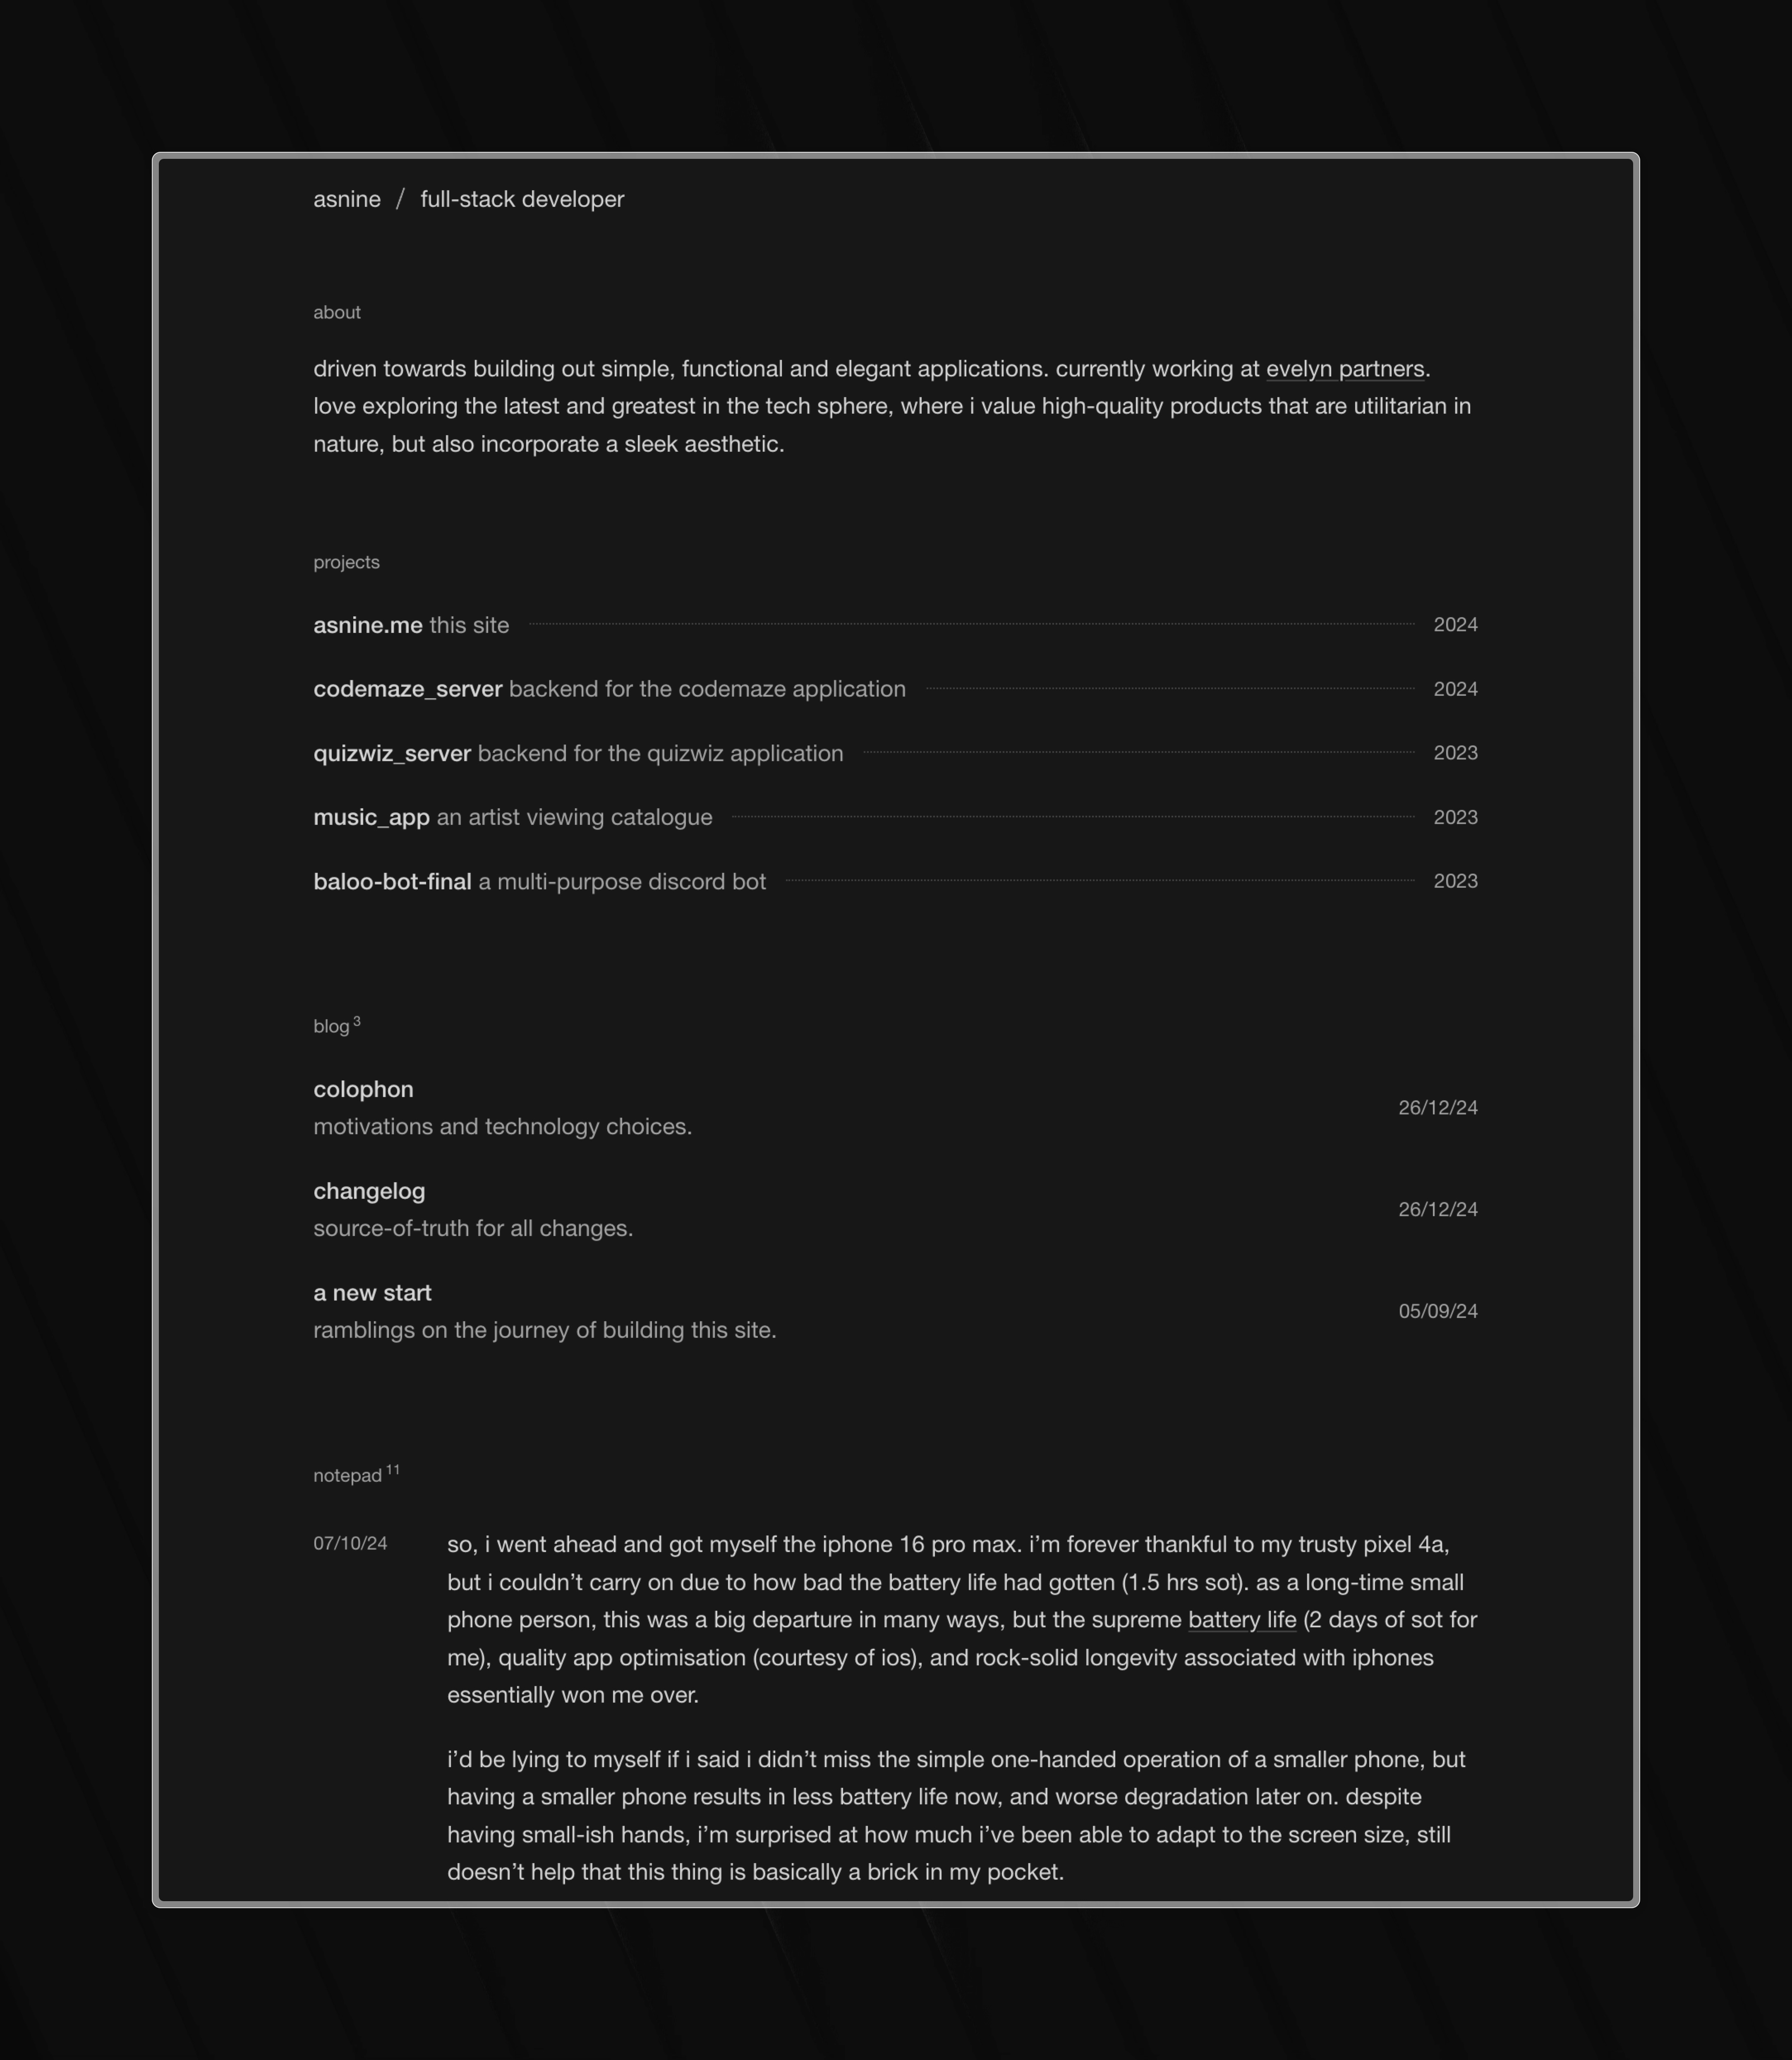 asnine / full-stack developer
about
driven towards building out simple, functional and elegant applications. currently working at evelyn partners.
love exploring the latest and greatest in the tech sphere, where i value high-quality products that are utilitarian in
nature, but also incorporate a sleek aesthetic.
projects
asnine.me this site 2024
codemaze_server backend for the codemaze application 2024
quizwiz_server backend for the quizwiz application 2023
music_app an artist viewing catalogue 2023
baloo-bot-final a multi-purpose discord bot 2023
blog 3
colophon
motivations and technology choices.
26/12/24
changelog
source-of-truth for all changes.
26/12/24
a new start
ramblings on the journey of building this site.
05/09/24
notepad 11
07/10/24
so, i went ahead and got myself the iphone 16 pro max. i’m forever thankful to my trusty pixel 4a,
but i couldn’t carry on due to how bad the battery life had gotten (1.5 hrs sot). as a long-time small
phone person, this was a big departure in many ways, but the supreme battery life (2 days of sot for
me), quality app optimisation (courtesy of ios), and rock-solid longevity associated with iphones
essentially won me over.
i’d be lying to myself if i said i didn’t miss the simple one-handed operation of a smaller phone, but
having a smaller phone results in less battery life now, and worse degradation later on. despite
having small-ish hands, i’m surprised at how much i’ve been able to adapt to the screen size, still
doesn’t help that this thing is basically a brick in my pocket.